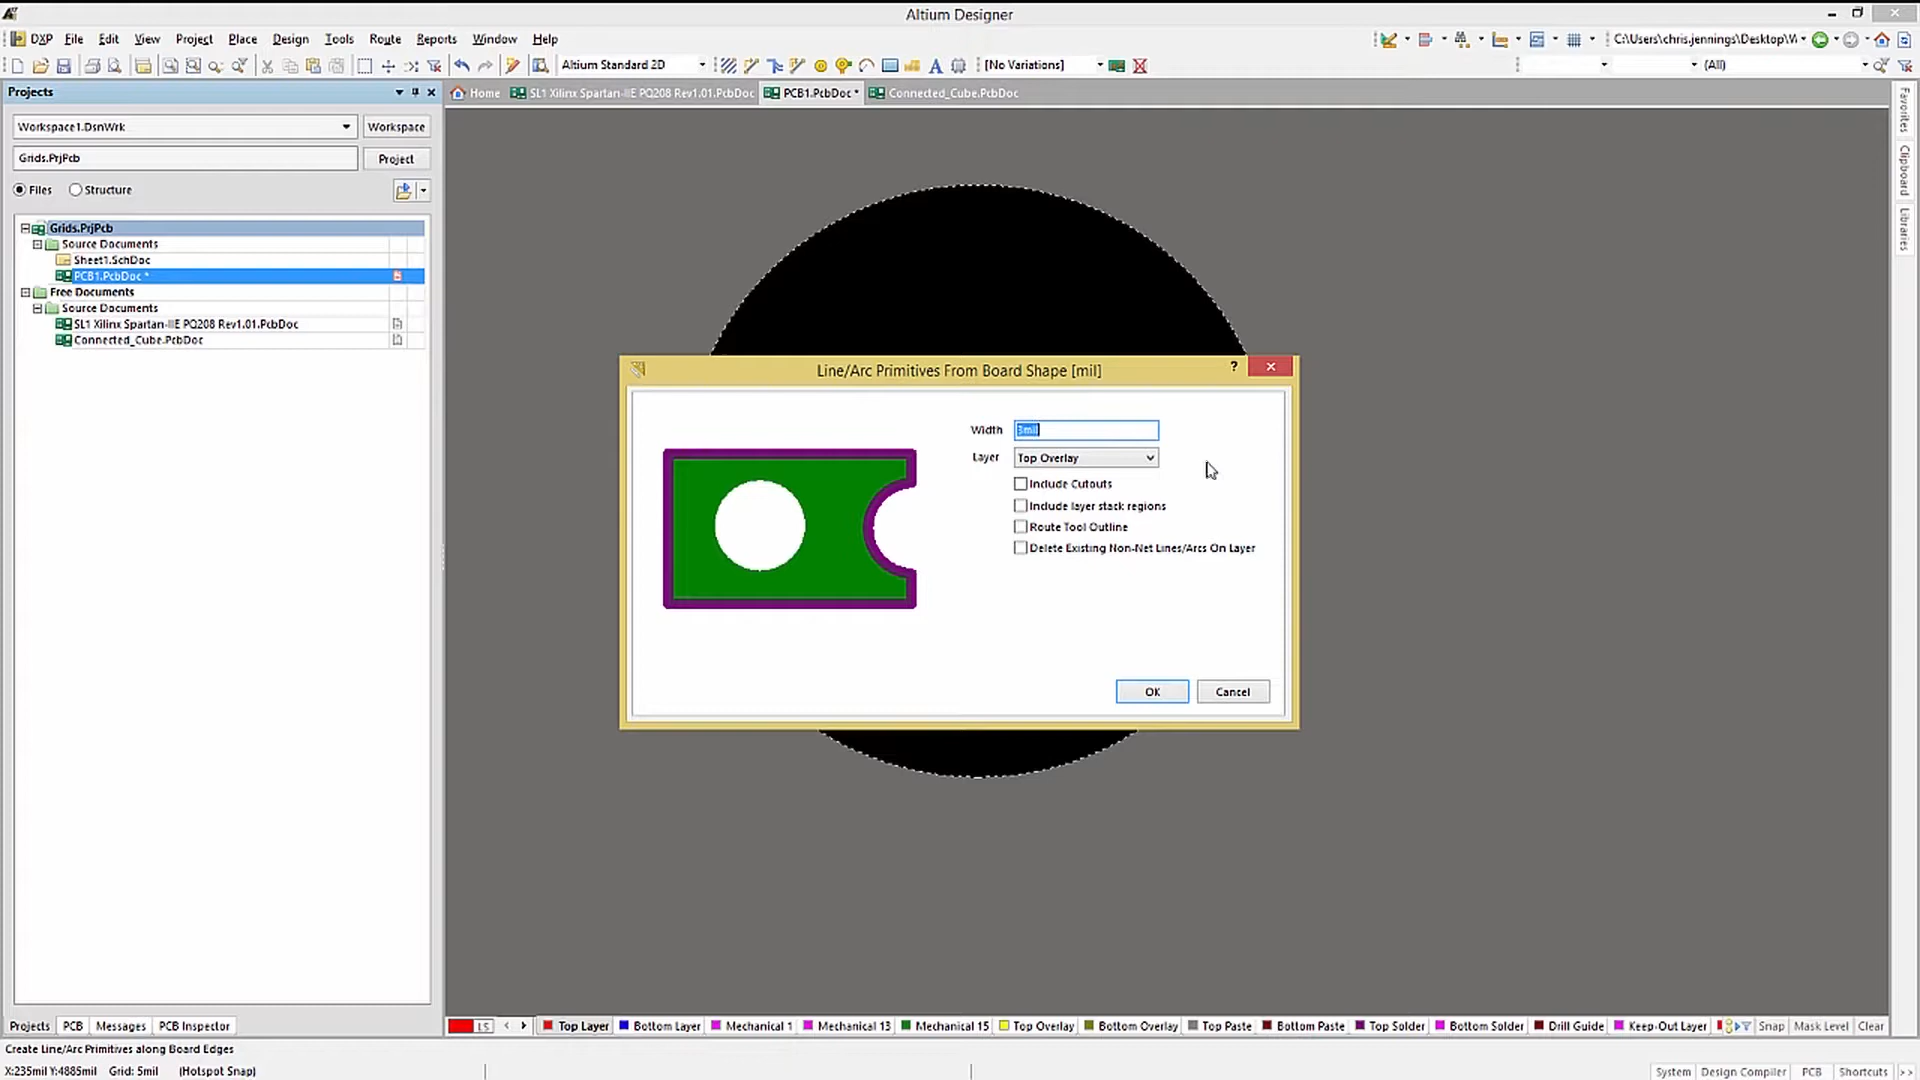 Altium Designer
DXP File Edit View Project Place Design Tools Route Reports Window Help
C:\Users\chris.jennings\Desktop\
Altium Standard 2D
[No Variations]
(All)
Projects
Home
SL1 Xilinx Spartan-IIE PQ208 Rev1.01.PcbDoc
PCB1.PcbDoc *
Connected_Cube.PcbDoc
Workspace1.DsnWrk
Workspace
Grids.PrjPcb
Project
Files
Structure
Grids.PrjPcb
Source Documents
Sheet1.SchDoc
PCB1.PcbDoc *
Free Documents
Source Documents
SL1 Xilinx Spartan-IIE PQ208 Rev1.01.PcbDoc
Connected_Cube.PcbDoc
Favorites
Clipboard
Libraries
Line/Arc Primitives From Board Shape [mil]
?
Width
Layer Top Overlay
Include Cutouts
Include layer stack regions
Route Tool Outline
Delete Existing Non-Net Lines/Arcs On Layer
OK Cancel
Projects PCB Messages PCB Inspector
LS
Top Layer Bottom Layer Mechanical 1 Mechanical 13 Mechanical 15 Top Overlay Bottom Overlay Top Paste Bottom Paste Top Solder Bottom Solder Drill Guide Keep-Out Layer
Snap Mask Level Clear
Create Line/Arc Primitives along Board Edges
X:235mil Y:4885mil Grid: 5mil (Hotspot Snap)
System Design Compiler PCB Shortcuts >>